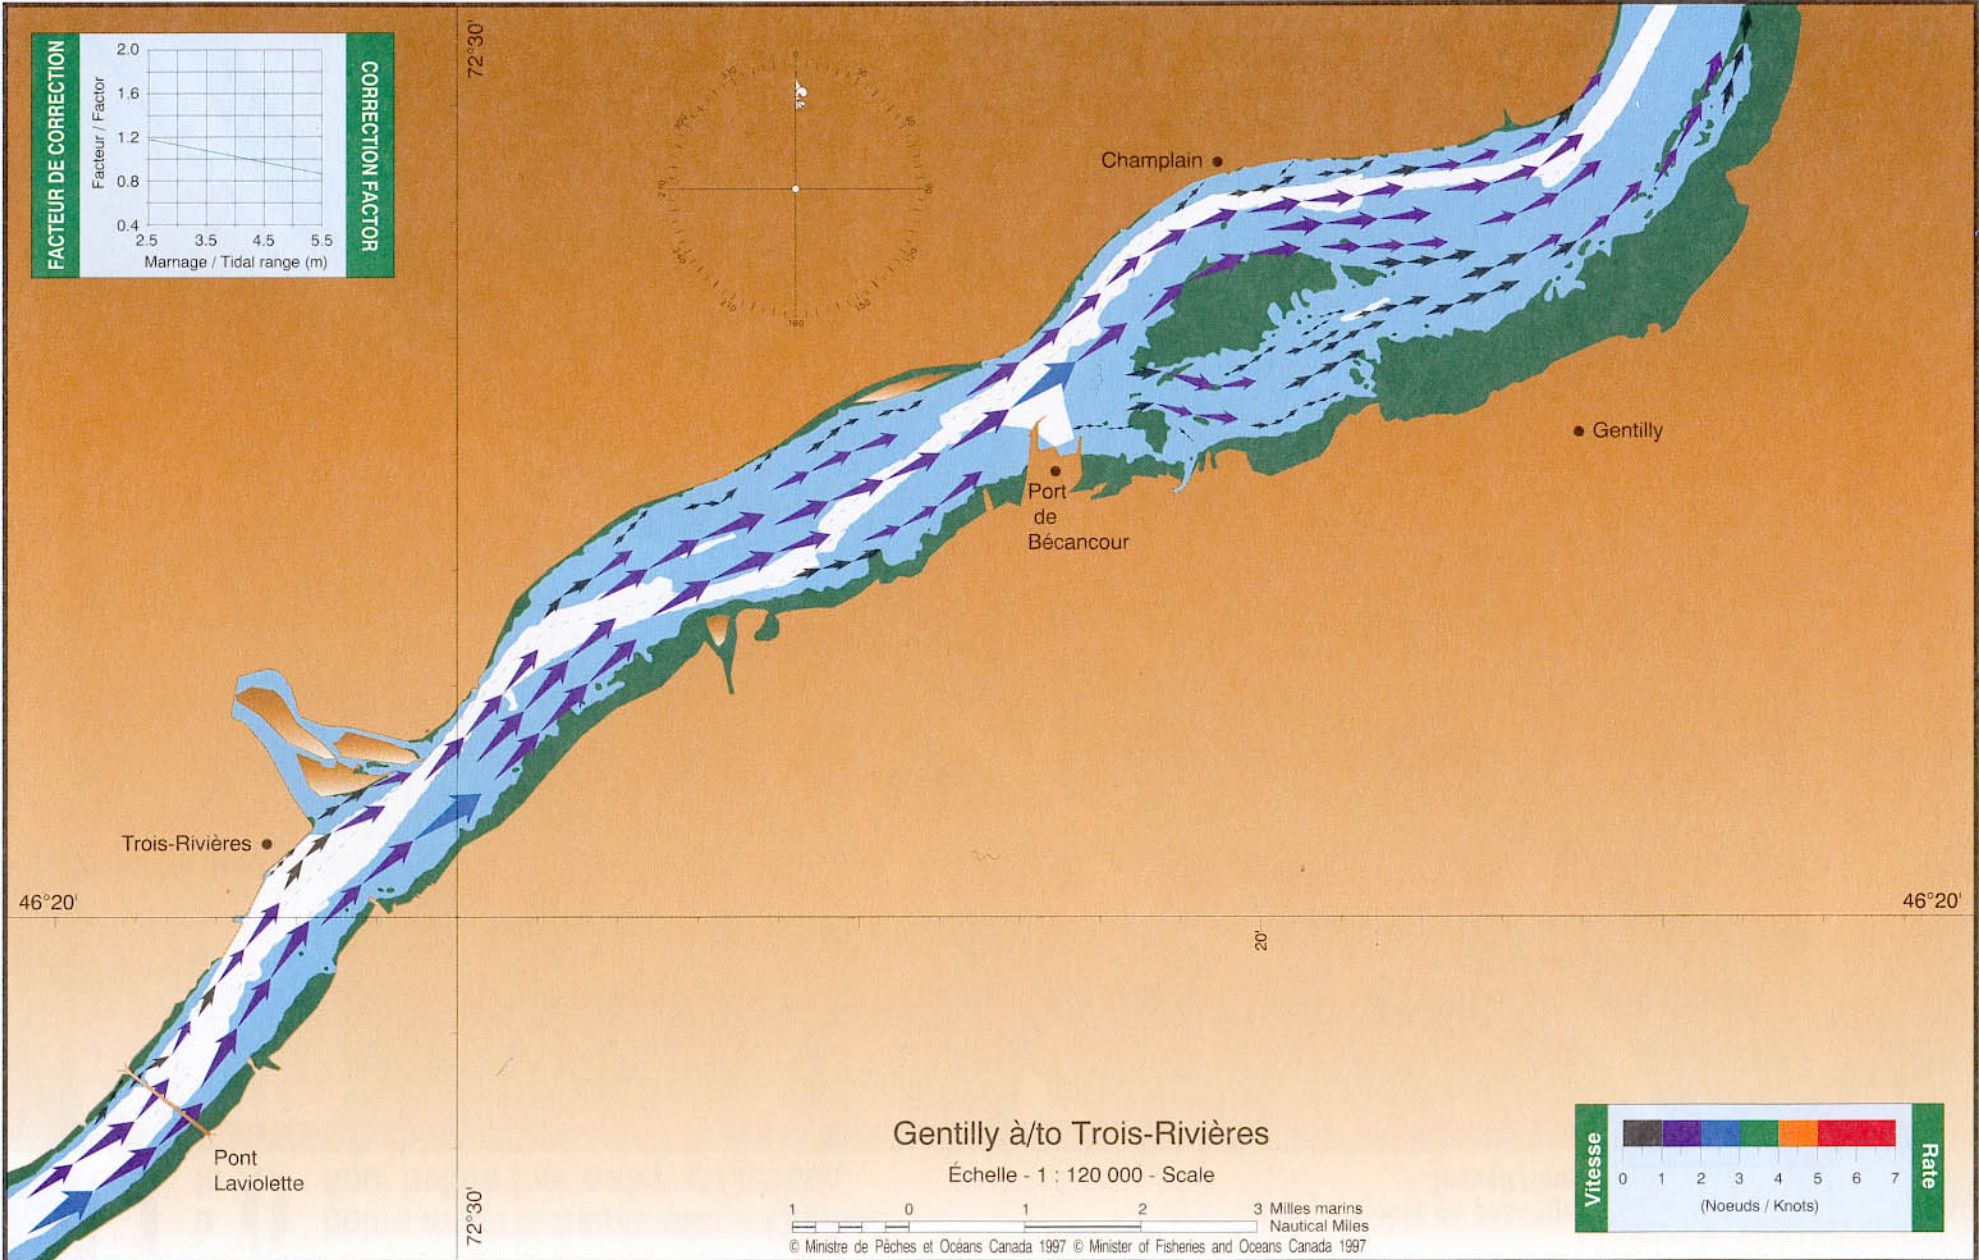 FACTEUR DE CORRECTION
CORRECTION FACTOR
Facteur / Factor
2.0
1.6
1.2
0.8
0.4
2.5 3.5 4.5 5.5
Marnage / Tidal range (m)
72°30'
Champlain
Gentilly
Port
de
Bécancour
Trois-Rivières
46°20'
46°20'
20'
Pont
Laviolette
72°30'
Gentilly à/to Trois-Rivières
Échelle - 1 : 120 000 - Scale
1 0 1 2 3 Milles marins
Nautical Miles
© Ministre de Pêches et Océans Canada 1997 © Minister of Fisheries and Oceans Canada 1997
Vitesse
0 1 2 3 4 5 6 7
(Noeuds / Knots)
Rate